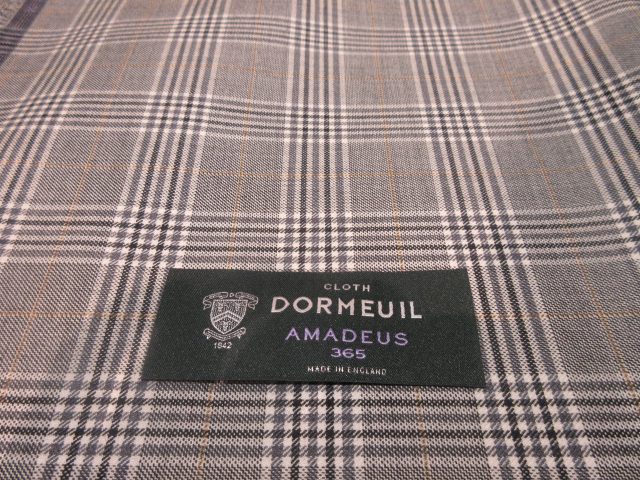 CLOTH
DORMEUIL
AMADEUS
365
MADE IN ENGLAND
1842